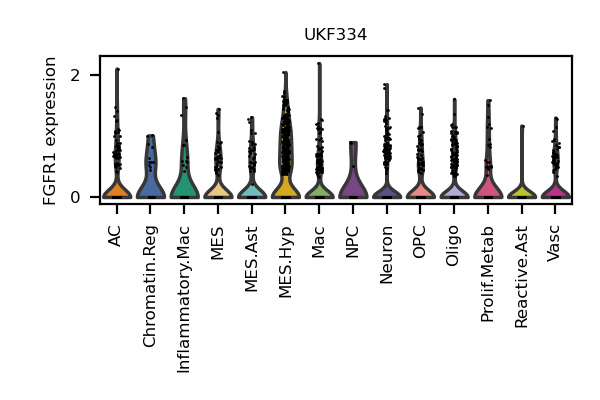 UKF334
FGFR1 expression
2
0
AC
Chromatin.Reg
Inflammatory.Mac
MES
MES.Ast
MES.Hyp
Mac
NPC
Neuron
OPC
Oligo
Prolif.Metab
Reactive.Ast
Vasc